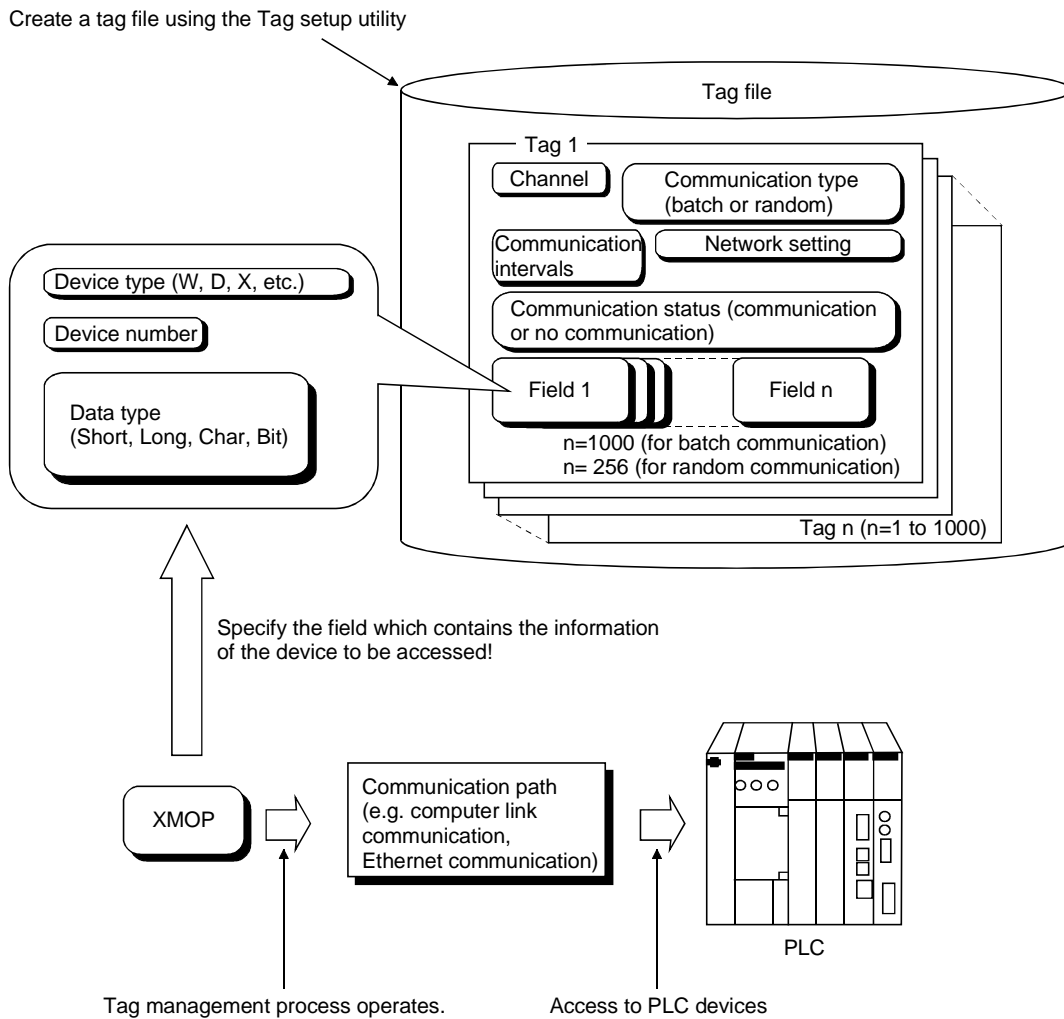 Create a tag file using the Tag setup utility
Tag file
Tag 1
Channel
Communication type
(batch or random)
Communication
intervals
Network setting
Communication status (communication
or no communication)
Field 1
Field n
n=1000 (for batch communication)
n= 256 (for random communication)
Tag n (n=1 to 1000)
Device type (W, D, X, etc.)
Device number
Data type
(Short, Long, Char, Bit)
Specify the field which contains the information
of the device to be accessed!
XMOP
Communication path
(e.g. computer link
communication,
Ethernet communication)
PLC
Tag management process operates.
Access to PLC devices